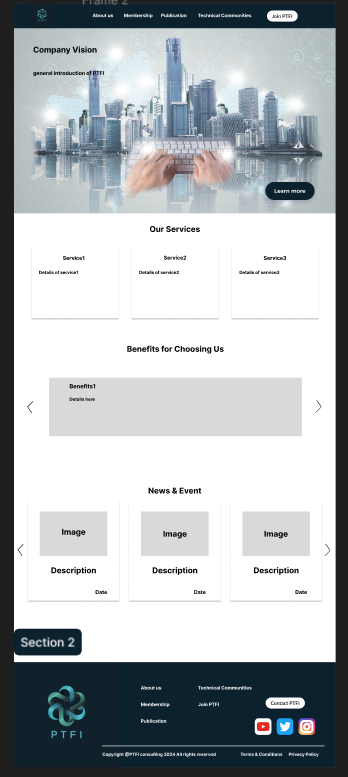 Frame 2
PTFI
About us Membership Publication Technical Communities Join PTFI
Company Vision
general introduction of PTFI
Learn more
Our Services
Service1 Service2 Service3
Details of service1 Details of service2 Details of service3
Benefits for Choosing Us
Benefits1
Details here
News & Event
Image Image Image
Description Description Description
Date Date Date
Section 2
About us Technical Communities
Membership Join PTFI Contact PTFI
Publication
PTFI
Copyright @PTFI consulting 2024 All rights reserved Terms & Conditions Privacy Policy